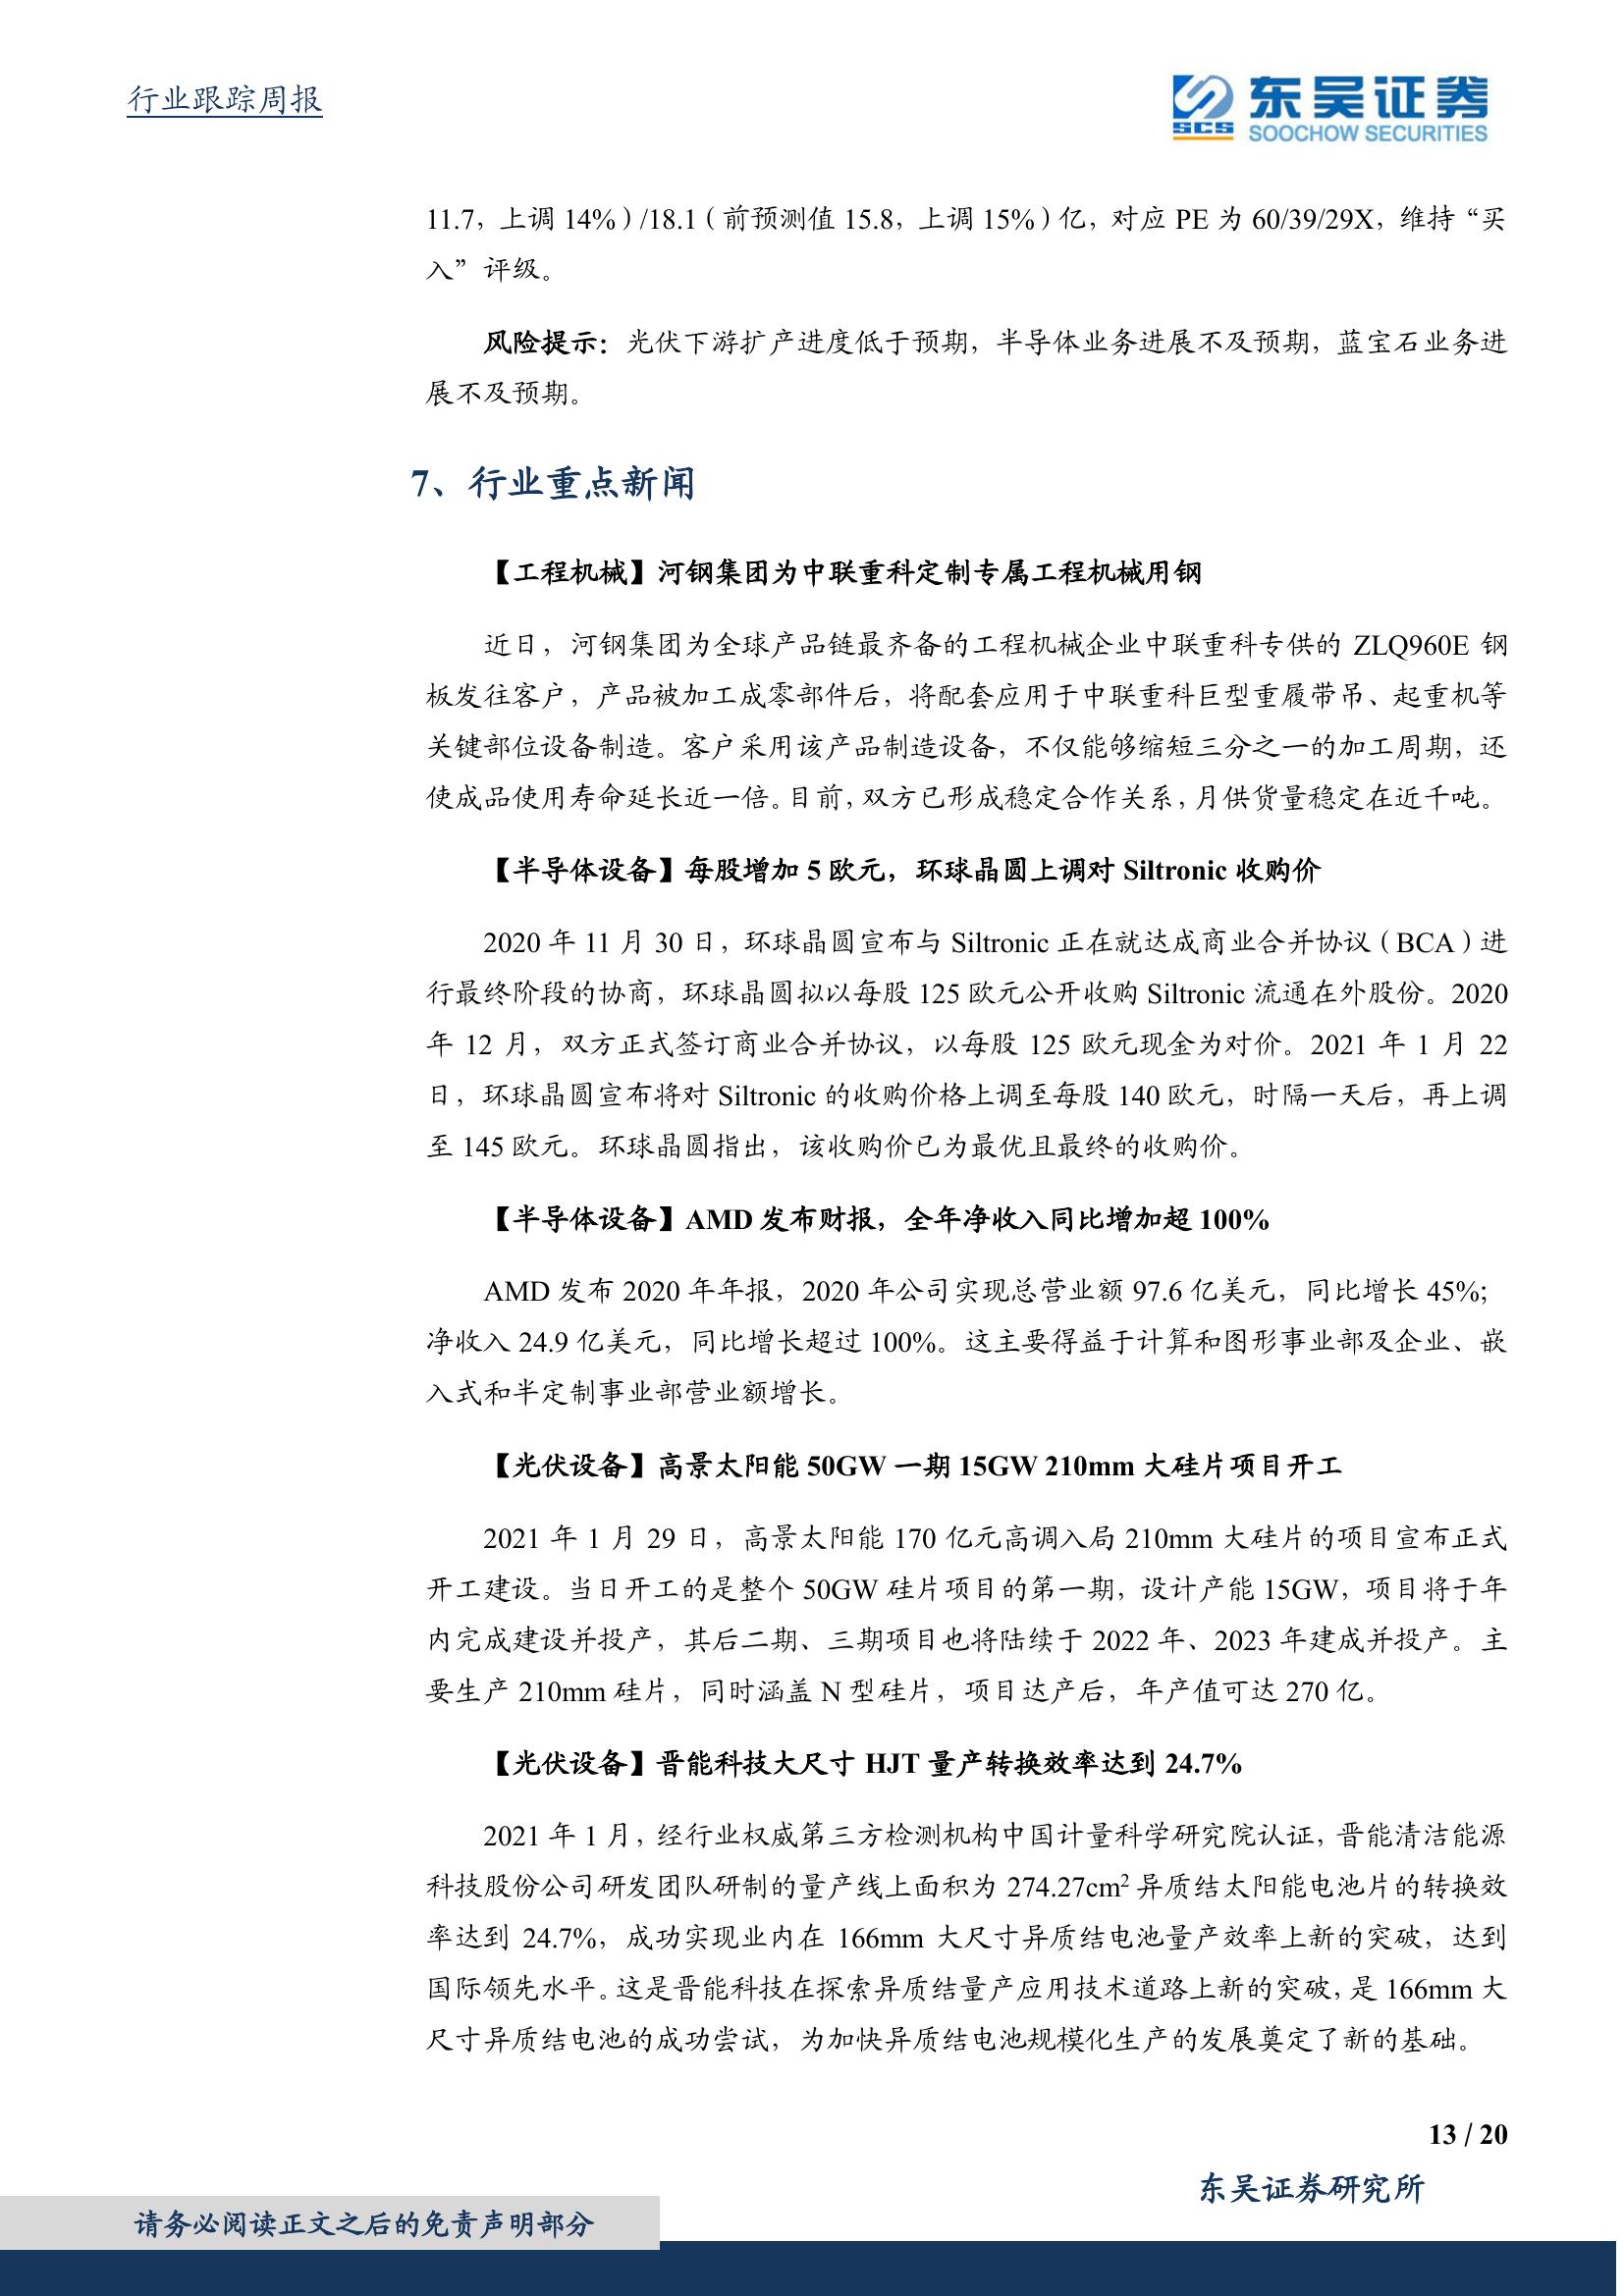 行业跟踪周报
SCS
东吴证券
SOOCHOW SECURITIES
11.7，上调 14%）/18.1（前预测值 15.8，上调 15%）亿，对应 PE 为 60/39/29X，维持“买
入”评级。
风险提示：光伏下游扩产进度低于预期，半导体业务进展不及预期，蓝宝石业务进
展不及预期。
7、行业重点新闻
【工程机械】河钢集团为中联重科定制专属工程机械用钢
近日，河钢集团为全球产品链最齐备的工程机械企业中联重科专供的 ZLQ960E 钢
板发往客户，产品被加工成零部件后，将配套应用于中联重科巨型重履带吊、起重机等
关键部位设备制造。客户采用该产品制造设备，不仅能够缩短三分之一的加工周期，还
使成品使用寿命延长近一倍。目前，双方已形成稳定合作关系，月供货量稳定在近千吨。
【半导体设备】每股增加 5 欧元，环球晶圆上调对 Siltronic 收购价
2020 年 11 月 30 日，环球晶圆宣布与 Siltronic 正在就达成商业合并协议（BCA）进
行最终阶段的协商，环球晶圆拟以每股 125 欧元公开收购 Siltronic 流通在外股份。2020
年 12 月，双方正式签订商业合并协议，以每股 125 欧元现金为对价。2021 年 1 月 22
日，环球晶圆宣布将对 Siltronic 的收购价格上调至每股 140 欧元，时隔一天后，再上调
至 145 欧元。环球晶圆指出，该收购价已为最优且最终的收购价。
【半导体设备】AMD 发布财报，全年净收入同比增加超 100%
AMD 发布 2020 年年报，2020 年公司实现总营业额 97.6 亿美元，同比增长 45%;
净收入 24.9 亿美元，同比增长超过 100%。这主要得益于计算和图形事业部及企业、嵌
入式和半定制事业部营业额增长。
【光伏设备】高景太阳能 50GW 一期 15GW 210mm 大硅片项目开工
2021 年 1 月 29 日，高景太阳能 170 亿元高调入局 210mm 大硅片的项目宣布正式
开工建设。当日开工的是整个 50GW 硅片项目的第一期，设计产能 15GW，项目将于年
内完成建设并投产，其后二期、三期项目也将陆续于 2022 年、2023 年建成并投产。主
要生产 210mm 硅片，同时涵盖 N 型硅片，项目达产后，年产值可达 270 亿。
【光伏设备】晋能科技大尺寸 HJT 量产转换效率达到 24.7%
2021 年 1 月，经行业权威第三方检测机构中国计量科学研究院认证，晋能清洁能源
科技股份公司研发团队研制的量产线上面积为 274.27cm² 异质结太阳能电池片的转换效
率达到 24.7%，成功实现业内在 166mm 大尺寸异质结电池量产效率上新的突破，达到
国际领先水平。这是晋能科技在探索异质结量产应用技术道路上新的突破，是 166mm 大
尺寸异质结电池的成功尝试，为加快异质结电池规模化生产的发展奠定了新的基础。
13 / 20
东吴证券研究所
请务必阅读正文之后的免责声明部分